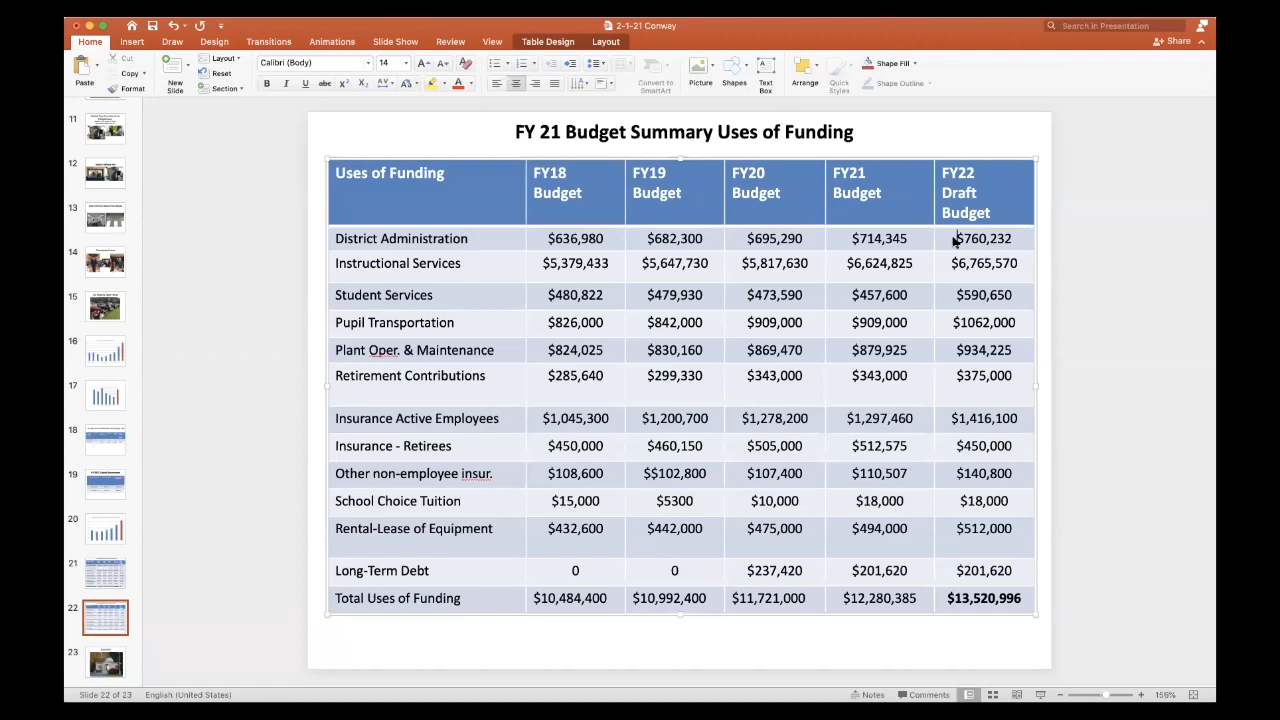 2-1-21 Conway
Search in Presentation
Home Insert Draw Design Transitions Animations Slide Show Review View Table Design Layout
Share
Paste
Cut
Copy
Format
New Slide
Layout
Reset
Section
Calibri (Body) 14
Convert to SmartArt
Picture
Shapes
Text Box
Arrange
Quick Styles
Shape Fill
Shape Outline
11
12
13
14
15
16
17
18
19
20
21
22
23
FY 21 Budget Summary Uses of Funding
Uses of Funding FY18 Budget FY19 Budget FY20 Budget FY21 Budget FY22 Draft Budget
District Administration $636,980 $682,300 $695,290 $714,345 $760,232
Instructional Services $5,379,433 $5,647,730 $5,817,630 $6,624,825 $6,765,570
Student Services $480,822 $479,930 $473,590 $457,600 $590,650
Pupil Transportation $826,000 $842,000 $909,000 $909,000 $1062,000
Plant Oper. & Maintenance $824,025 $830,160 $869,470 $879,925 $934,225
Retirement Contributions $285,640 $299,330 $343,000 $343,000 $375,000
Insurance Active Employees $1,045,300 $1,200,700 $1,278,200 $1,297,460 $1,416,100
Insurance - Retirees $450,000 $460,150 $505,000 $512,575 $450,000
Other non-employee insur. $108,600 $$102,800 $110,507 $140,800
School Choice Tuition $15,000 $5300 $10,000 $18,000 $18,000
Rental-Lease of Equipment $432,600 $442,000 $475,000 $494,000 $512,000
Long-Term Debt 0 0 $201,620 $201,620
Total Uses of Funding $10,484,400 $10,992,400 $12,280,385
Slide 22 of 23 English (United States) Notes Comments 156%